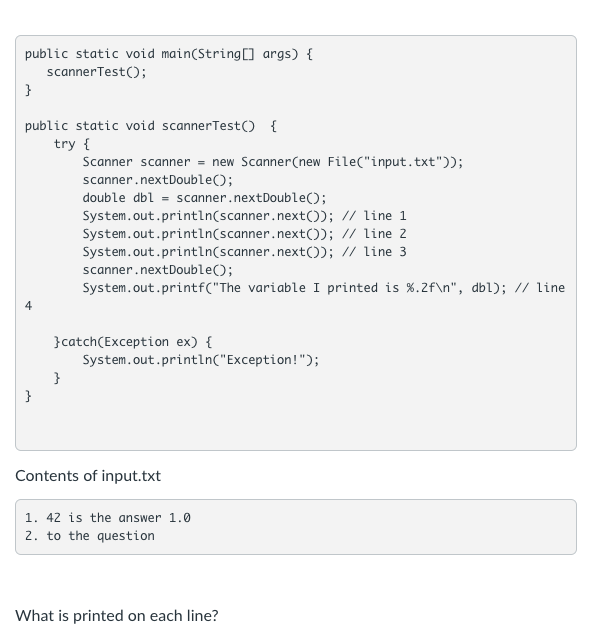 public static void main(String[] args) {
scannerTest();
}
public static void scannerTest()  {
try {
Scanner scanner = new Scanner(new File("input.txt"));
scanner.nextDouble();
double dbl = scanner.nextDouble();
System.out.println(scanner.next()); // line 1
System.out.println(scanner.next()); // line 2
System.out.println(scanner.next()); // line 3
scanner.nextDouble();
System.out.printf("The variable I printed is %.2f\n", dbl); // line
4
}catch(Exception ex) {
System.out.println("Exception!");
}
}
Contents of input.txt
1. 42 is the answer 1.0
2. to the question
What is printed on each line?